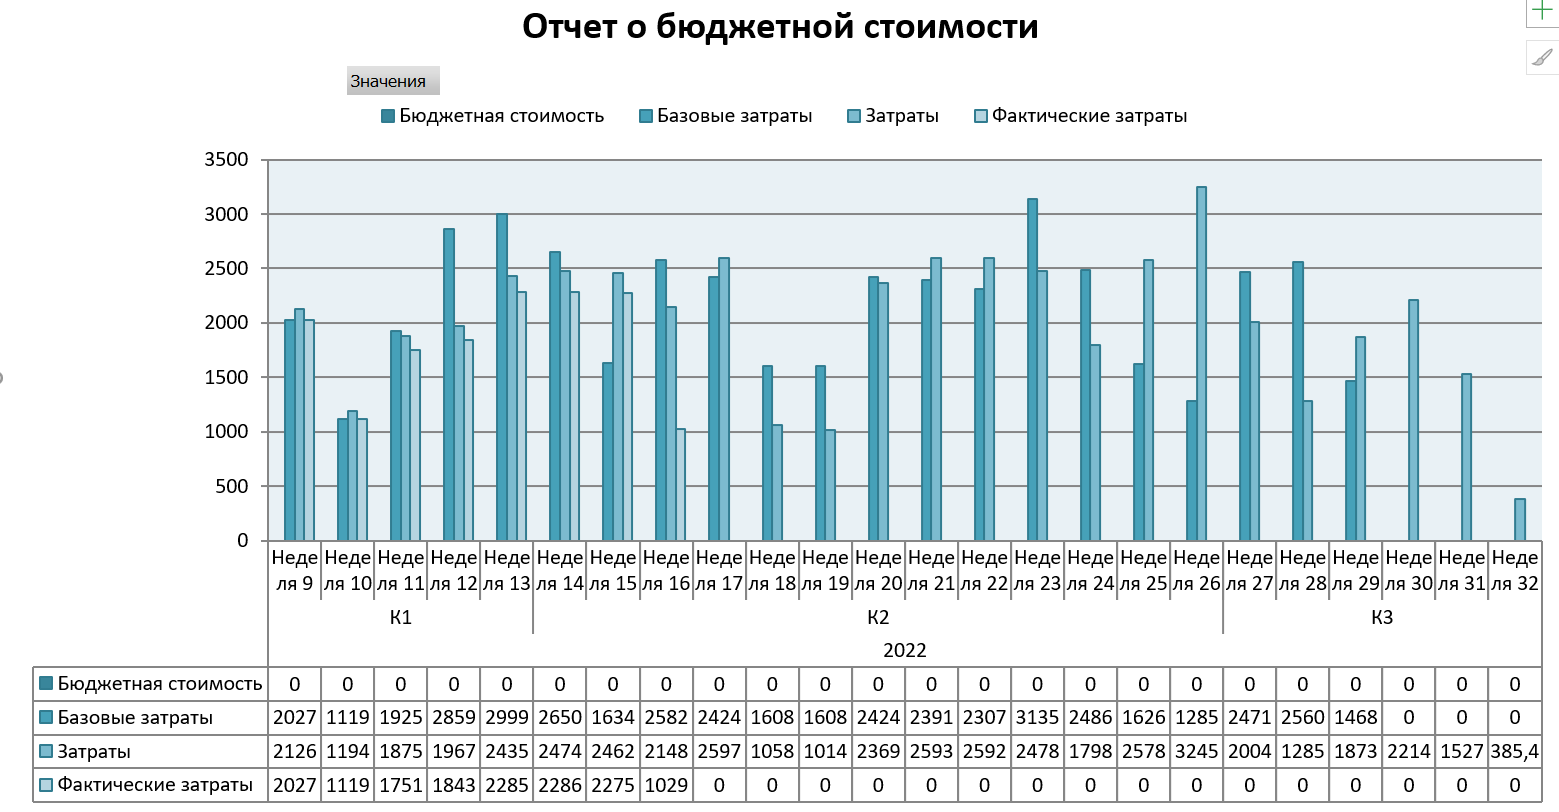 Отчет о бюджетной стоимости
Значения
Бюджетная стоимость Базовые затраты Затраты Фактические затраты
3500
3000
2500
2000
1500
1000
500
0
Неде Неде Неде Неде Неде Неде Неде Неде Неде Неде Неде Неде Неде Неде Неде Неде Неде Неде Неде Неде Неде Неде Неде Неде
ля 9 ля 10 ля 11 ля 12 ля 13 ля 14 ля 15 ля 16 ля 17 ля 18 ля 19 ля 20 ля 21 ля 22 ля 23 ля 24 ля 25 ля 26 ля 27 ля 28 ля 29 ля 30 ля 31 ля 32
К1 К2 К3
2022
Бюджетная стоимость 0 0 0 0 0 0 0 0 0 0 0 0 0 0 0 0 0 0 0 0 0 0 0 0
Базовые затраты 2027 1119 1925 2859 2999 2650 1634 2582 2424 1608 1608 2424 2391 2307 3135 2486 1626 1285 2471 2560 1468 0 0 0
Затраты 2126 1194 1875 1967 2435 2474 2462 2148 2597 1058 1014 2369 2593 2592 2478 1798 2578 3245 2004 1285 1873 2214 1527 385,4
Фактические затраты 2027 1119 1751 1843 2285 2286 2275 1029 0 0 0 0 0 0 0 0 0 0 0 0 0 0 0 0